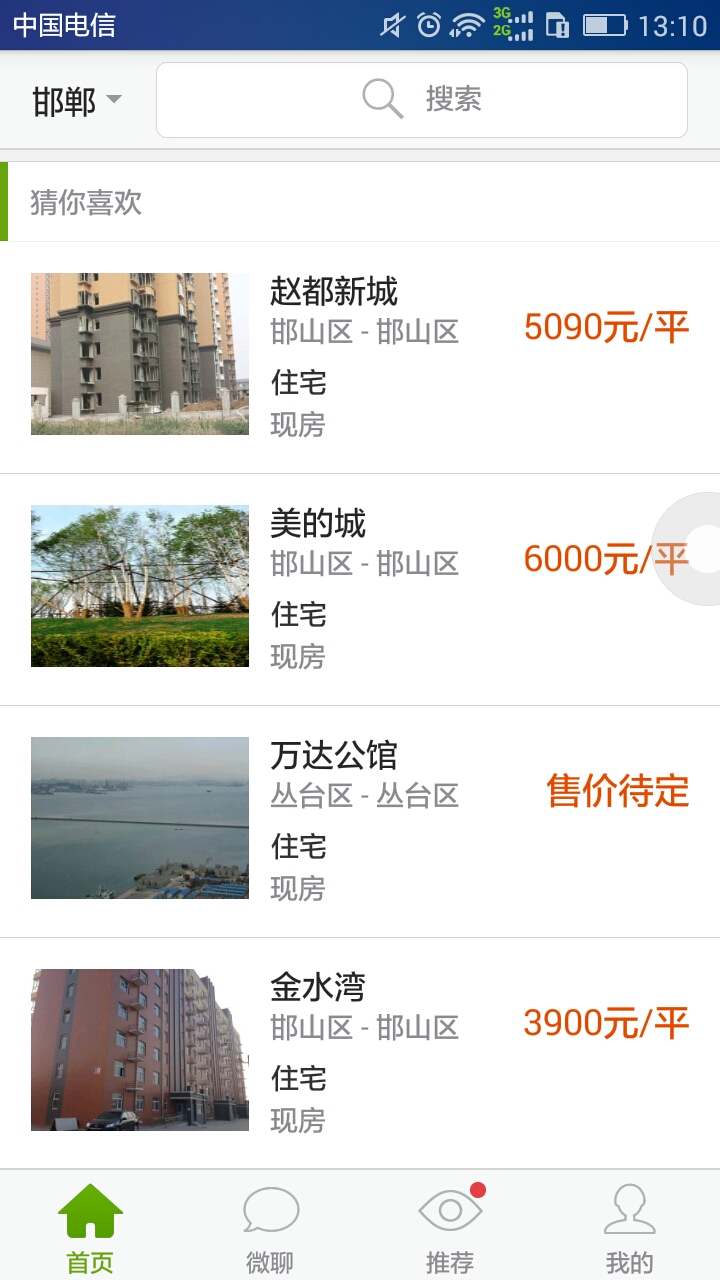 中国电信
3G
2G
13:10
邯郸
搜索
猜你喜欢
赵都新城
邯山区 - 邯山区
5090元/平
住宅
现房
美的城
邯山区 - 邯山区
6000元/平
住宅
现房
万达公馆
丛台区 - 丛台区
售价待定
住宅
现房
金水湾
邯山区 - 邯山区
3900元/平
住宅
现房
首页
微聊
推荐
我的